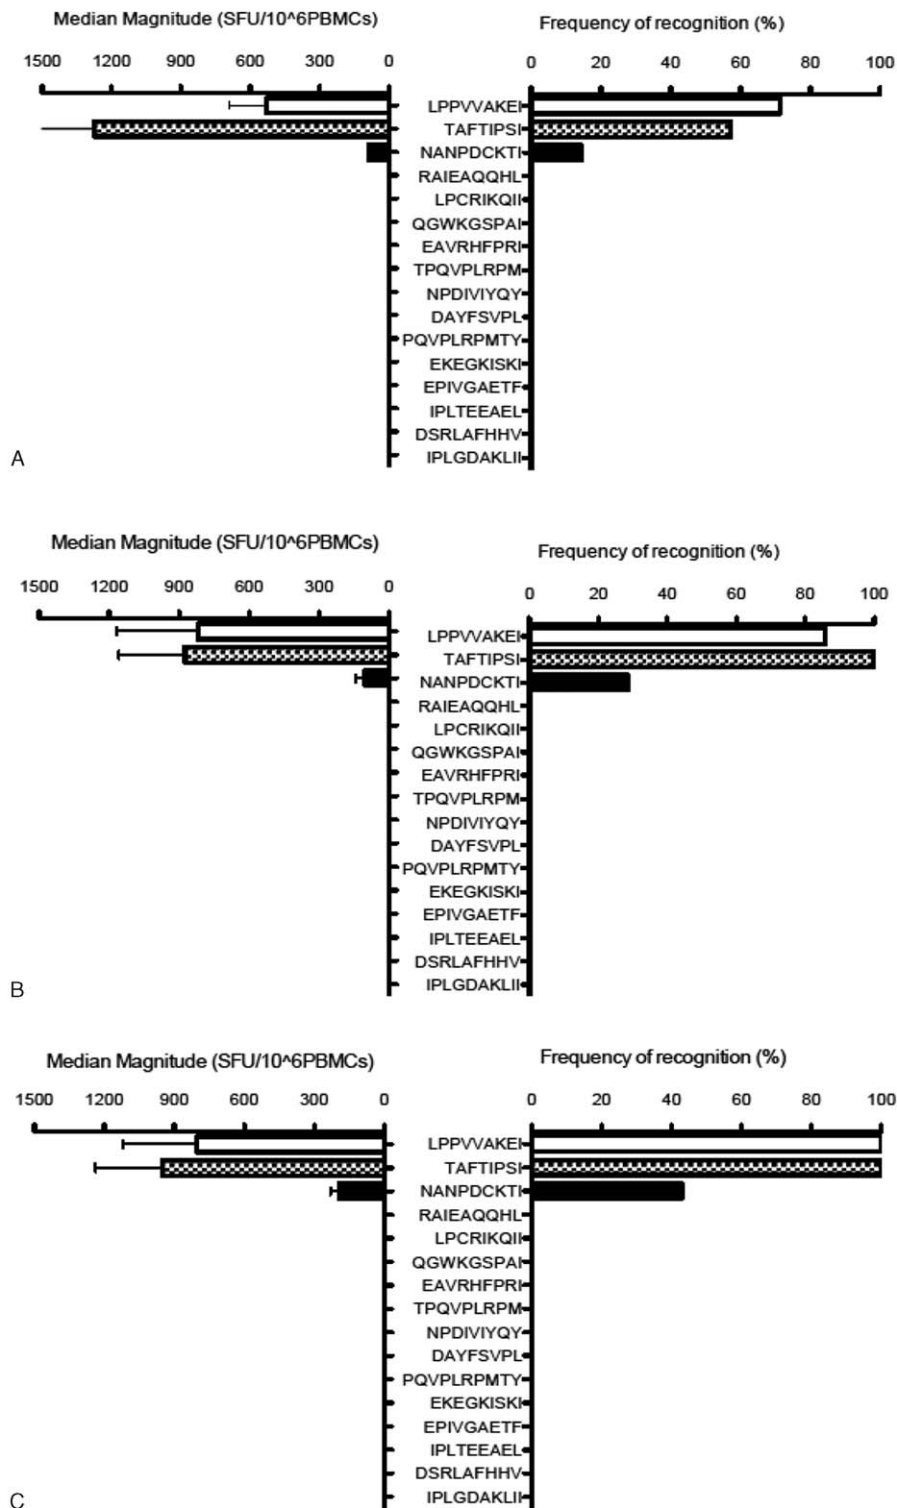 Median Magnitude (SFU/10^6PBMCs)
Frequency of recognition (%)
1500 1200 900 600 300 0
0 20 40 60 80 100
LPPVVAKEI
TAFTIPSI
NANPDCKTI
RAIEAQQHL
LPCRIKQII
QGWKGSPAI
EAVRHFPRI
TPQVPLRPM
NPDIVIYQY
DAYFSVPL
PQVPLRPMTY
EKEGKISKI
EPIVGAETF
IPLTEEAEL
DSRLAFHHV
IPLGDAKLII
A
Median Magnitude (SFU/10^6PBMCs)
Frequency of recognition (%)
1500 1200 900 600 300 0
0 20 40 60 80 100
LPPVVAKEI
TAFTIPSI
NANPDCKTI
RAIEAQQHL
LPCRIKQII
QGWKGSPAI
EAVRHFPRI
TPQVPLRPM
NPDIVIYQY
DAYFSVPL
PQVPLRPMTY
EKEGKISKI
EPIVGAETF
IPLTEEAEL
DSRLAFHHV
IPLGDAKLII
B
Median Magnitude (SFU/10^6PBMCs)
Frequency of recognition (%)
1500 1200 900 600 300 0
0 20 40 60 80 100
LPPVVAKEI
TAFTIPSI
NANPDCKTI
RAIEAQQHL
LPCRIKQII
QGWKGSPAI
EAVRHFPRI
TPQVPLRPM
NPDIVIYQY
DAYFSVPL
PQVPLRPMTY
EKEGKISKI
EPIVGAETF
IPLTEEAEL
DSRLAFHHV
IPLGDAKLII
C